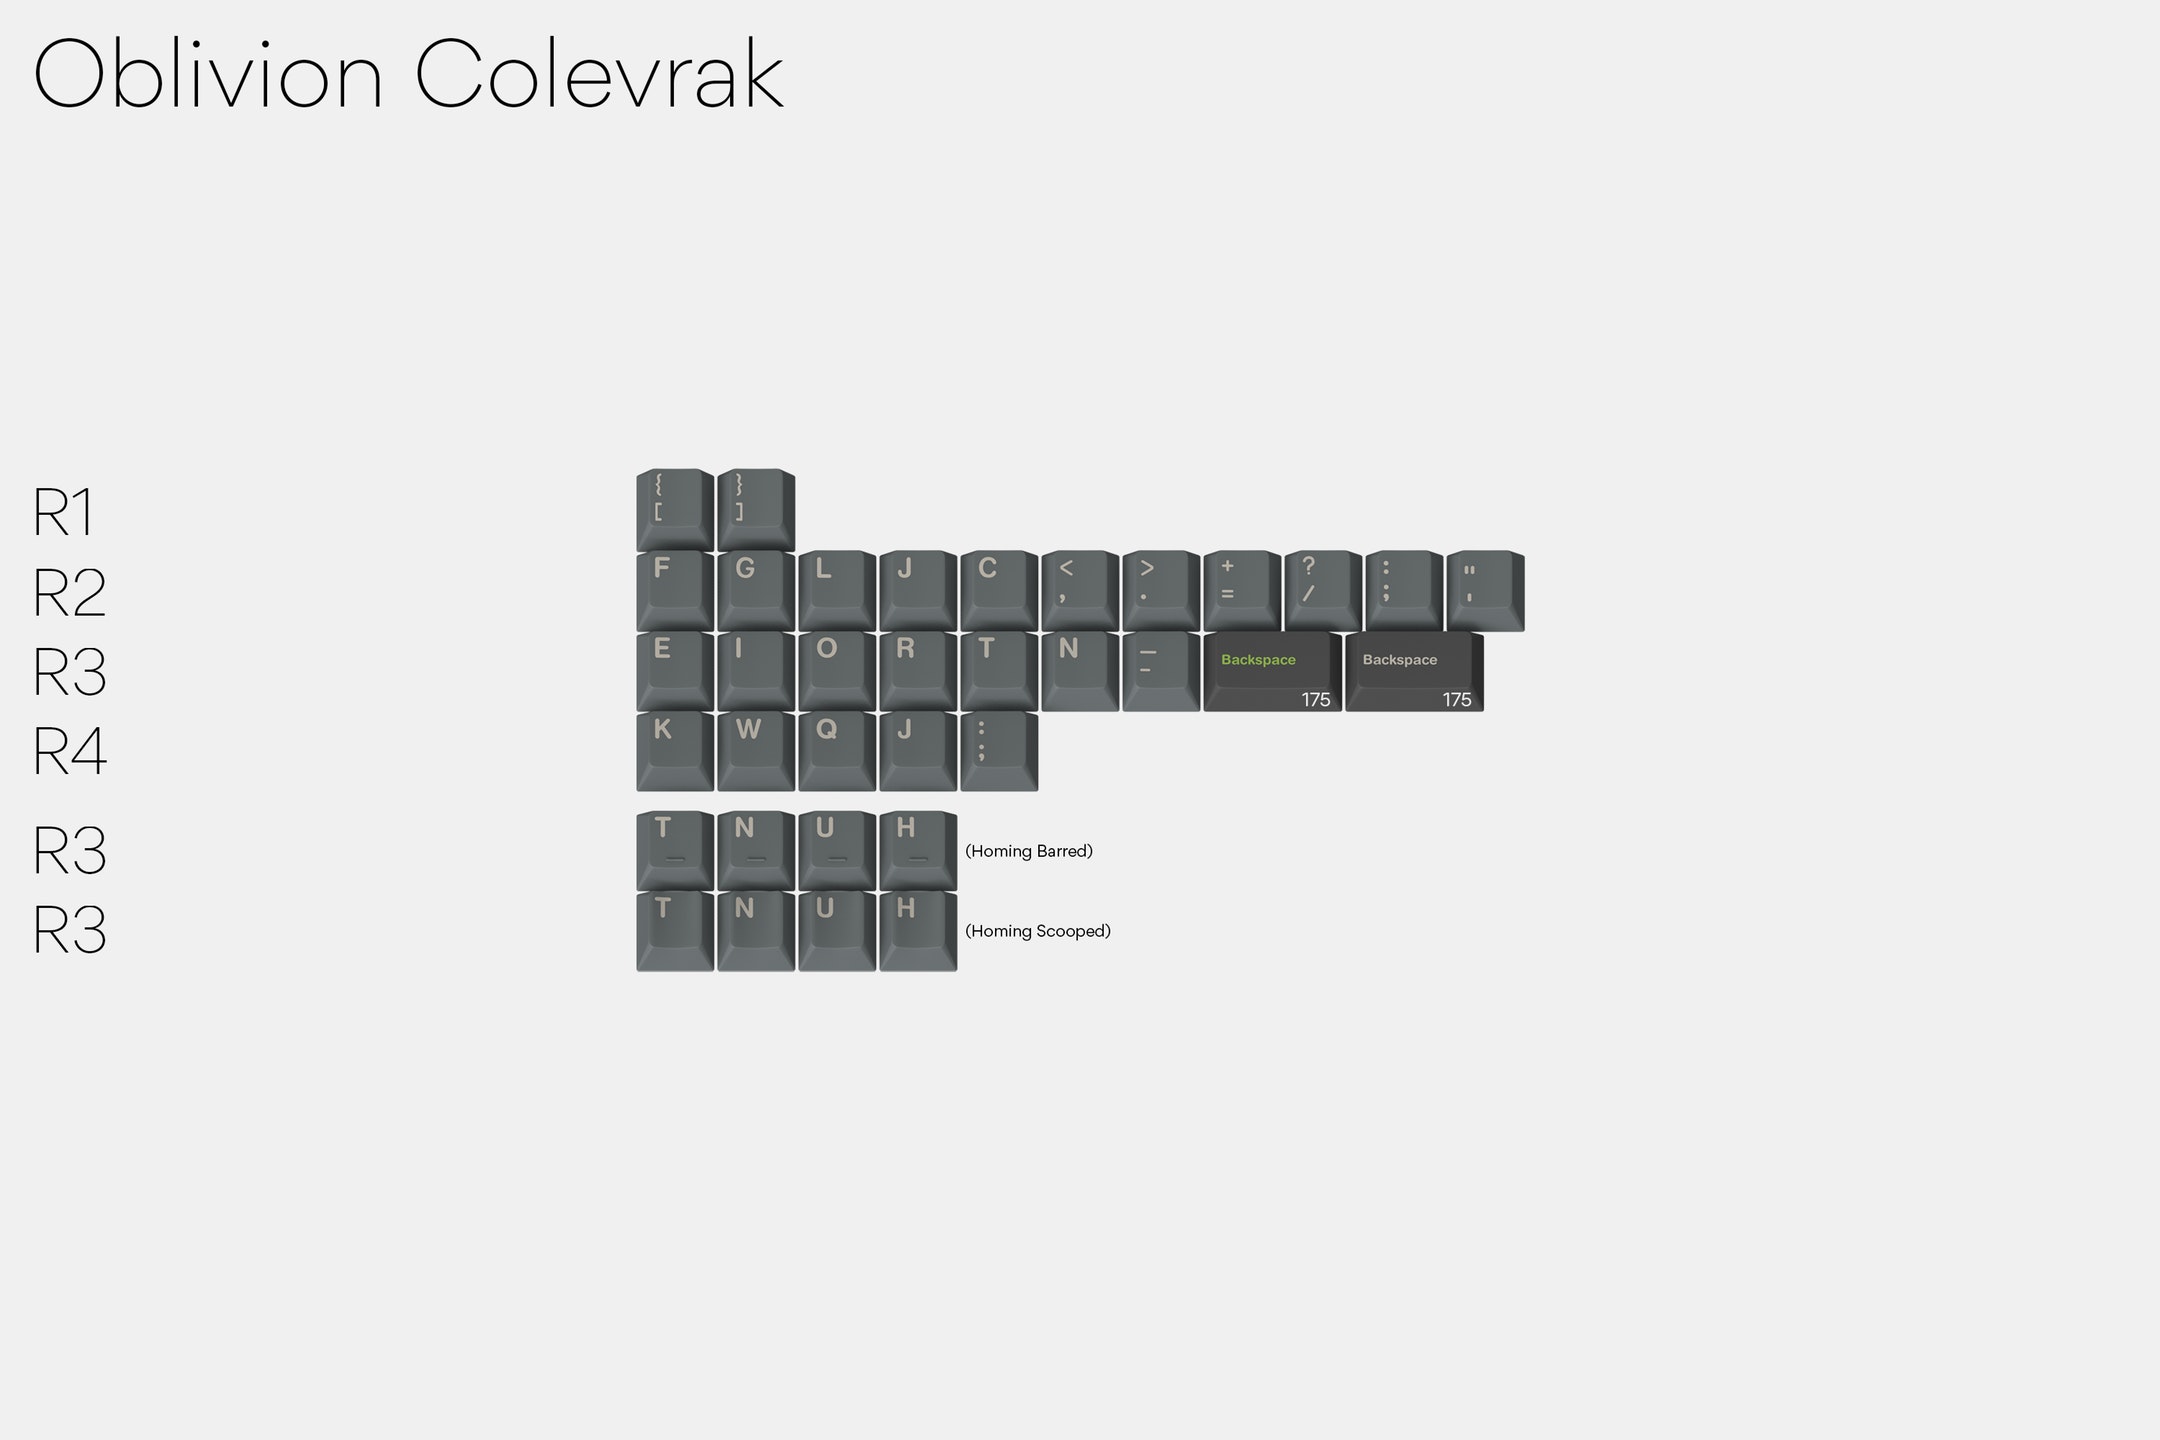 Oblivion Colevrak
R1
{ }
[ ]
R2
F G L J C < > + ? : "
, . = / ; '
R3
E I O R T N _ Backspace Backspace
- 175 175
R4
K W Q J :
;
R3
T N U H (Homing Barred)
R3
T N U H (Homing Scooped)